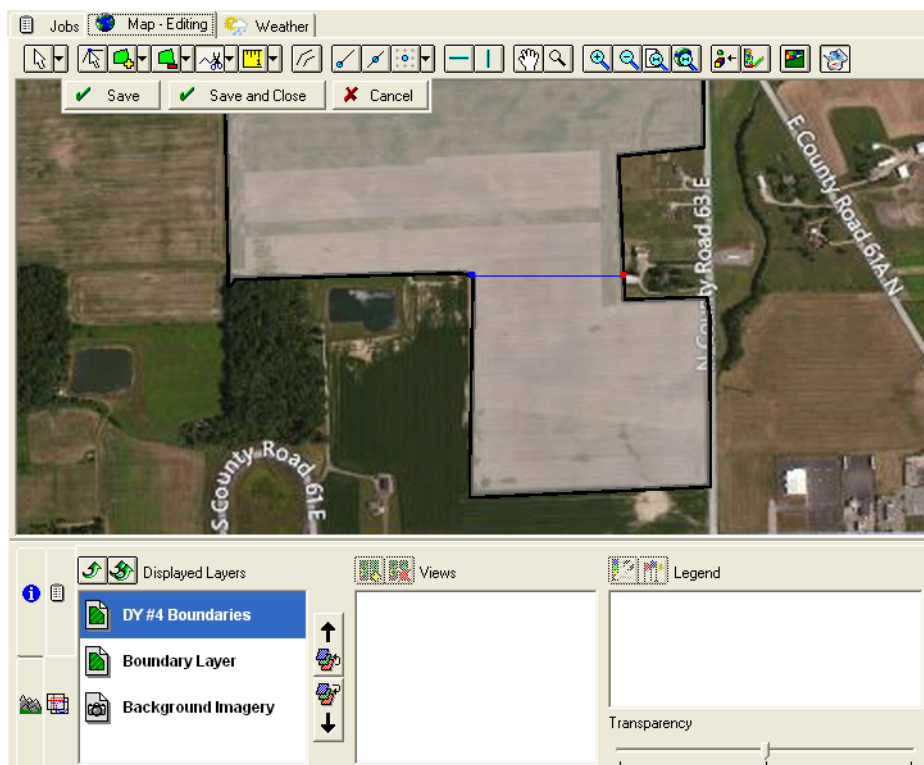 Jobs Map - Editing Weather
Save Save and Close Cancel
E County Road 61A N
N County Road 63 E
S County Road 61 E
Displayed Layers Views Legend
DY #4 Boundaries
Boundary Layer
Background Imagery
Transparency